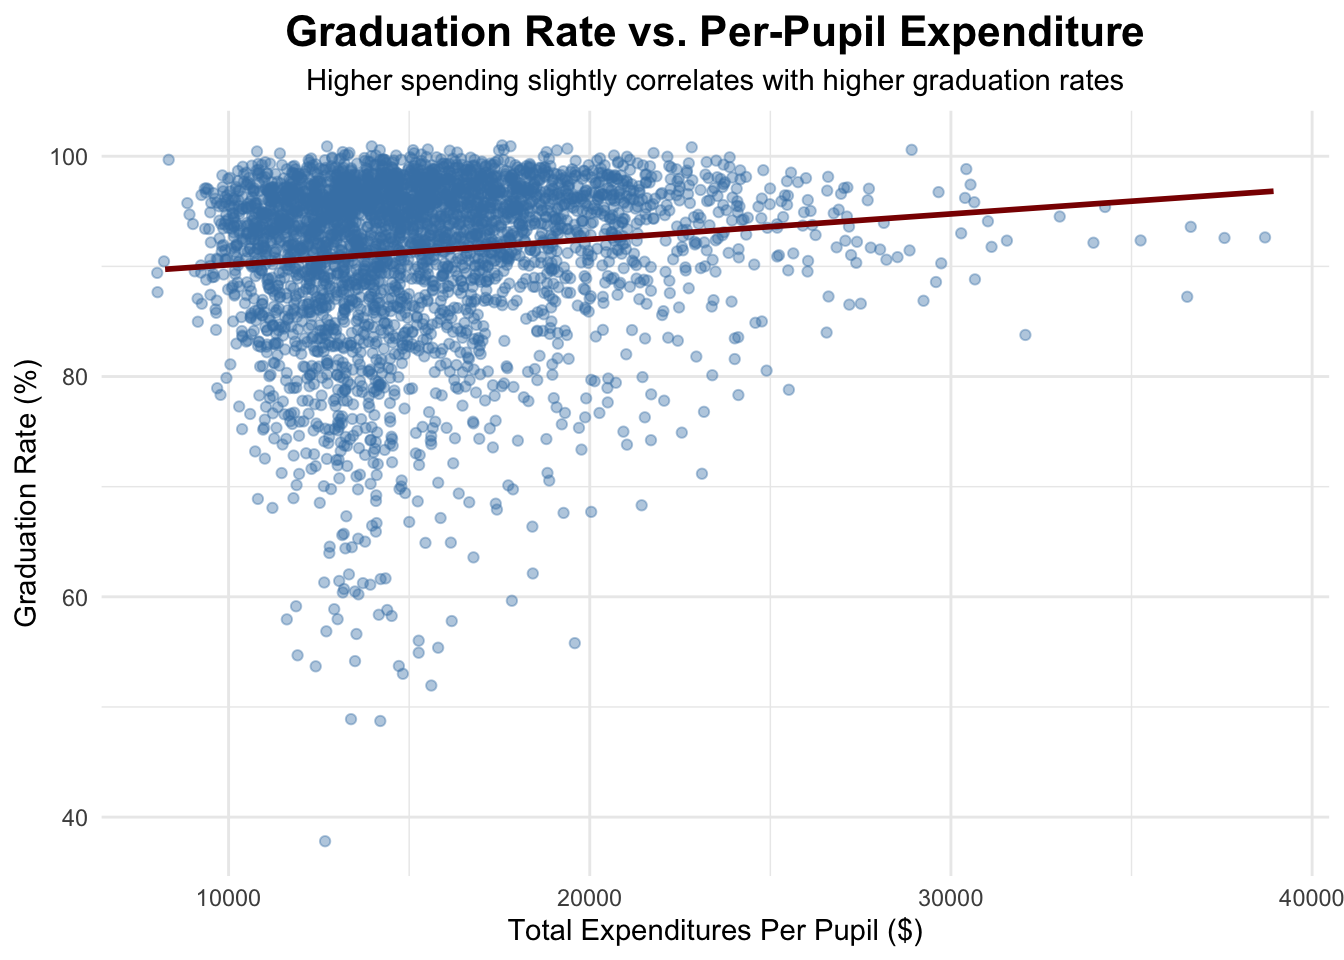 Graduation Rate vs. Per-Pupil Expenditure
Higher spending slightly correlates with higher graduation rates
Graduation Rate (%)
100
80
60
40
10000 20000 30000 40000
Total Expenditures Per Pupil ($)